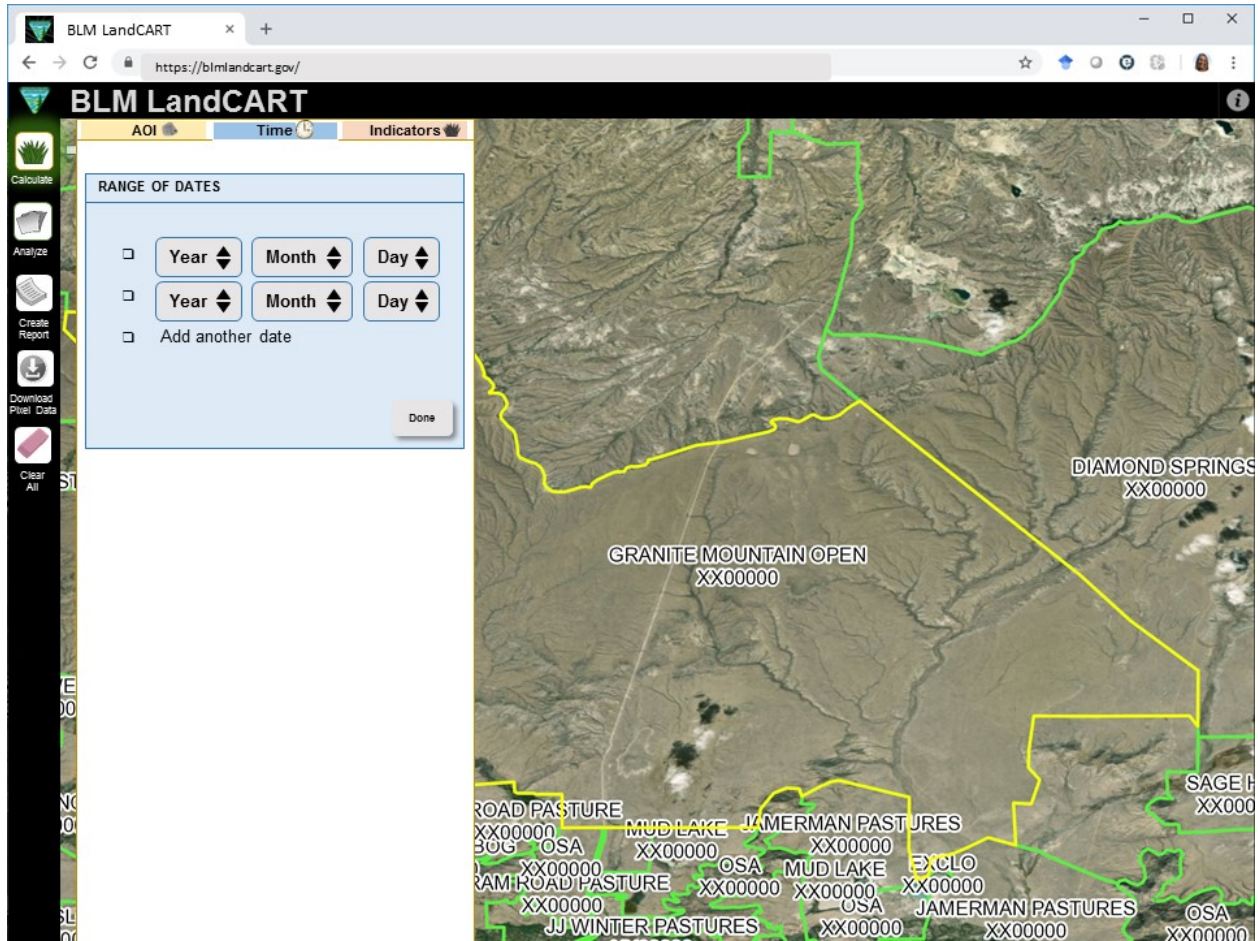 BLM LandCART
https://blmlandcart.gov/
BLM LandCART
AOI
Time
Indicators
Calculate
Analyze
Create
Report
Download
Pixel Data
Clear
All
RANGE OF DATES
Year Month Day
Year Month Day
Add another date
Done
DIAMOND SPRINGS
XX00000
GRANITE MOUNTAIN OPEN
XX00000
SAGE H
XX000
ROAD PASTURE
XX00000
MUD LAKE
XX00000
JAMERMAN PASTURES
XX00000
BOG
OSA
XX00000
RAM ROAD PASTURE
XX00000
OSA
XX00000
MUD LAKE
XX00000
EXCLO
XX00000
OSA
XX00000
JJ WINTER PASTURES
JAMERMAN PASTURES
XX00000
OSA
XX00000